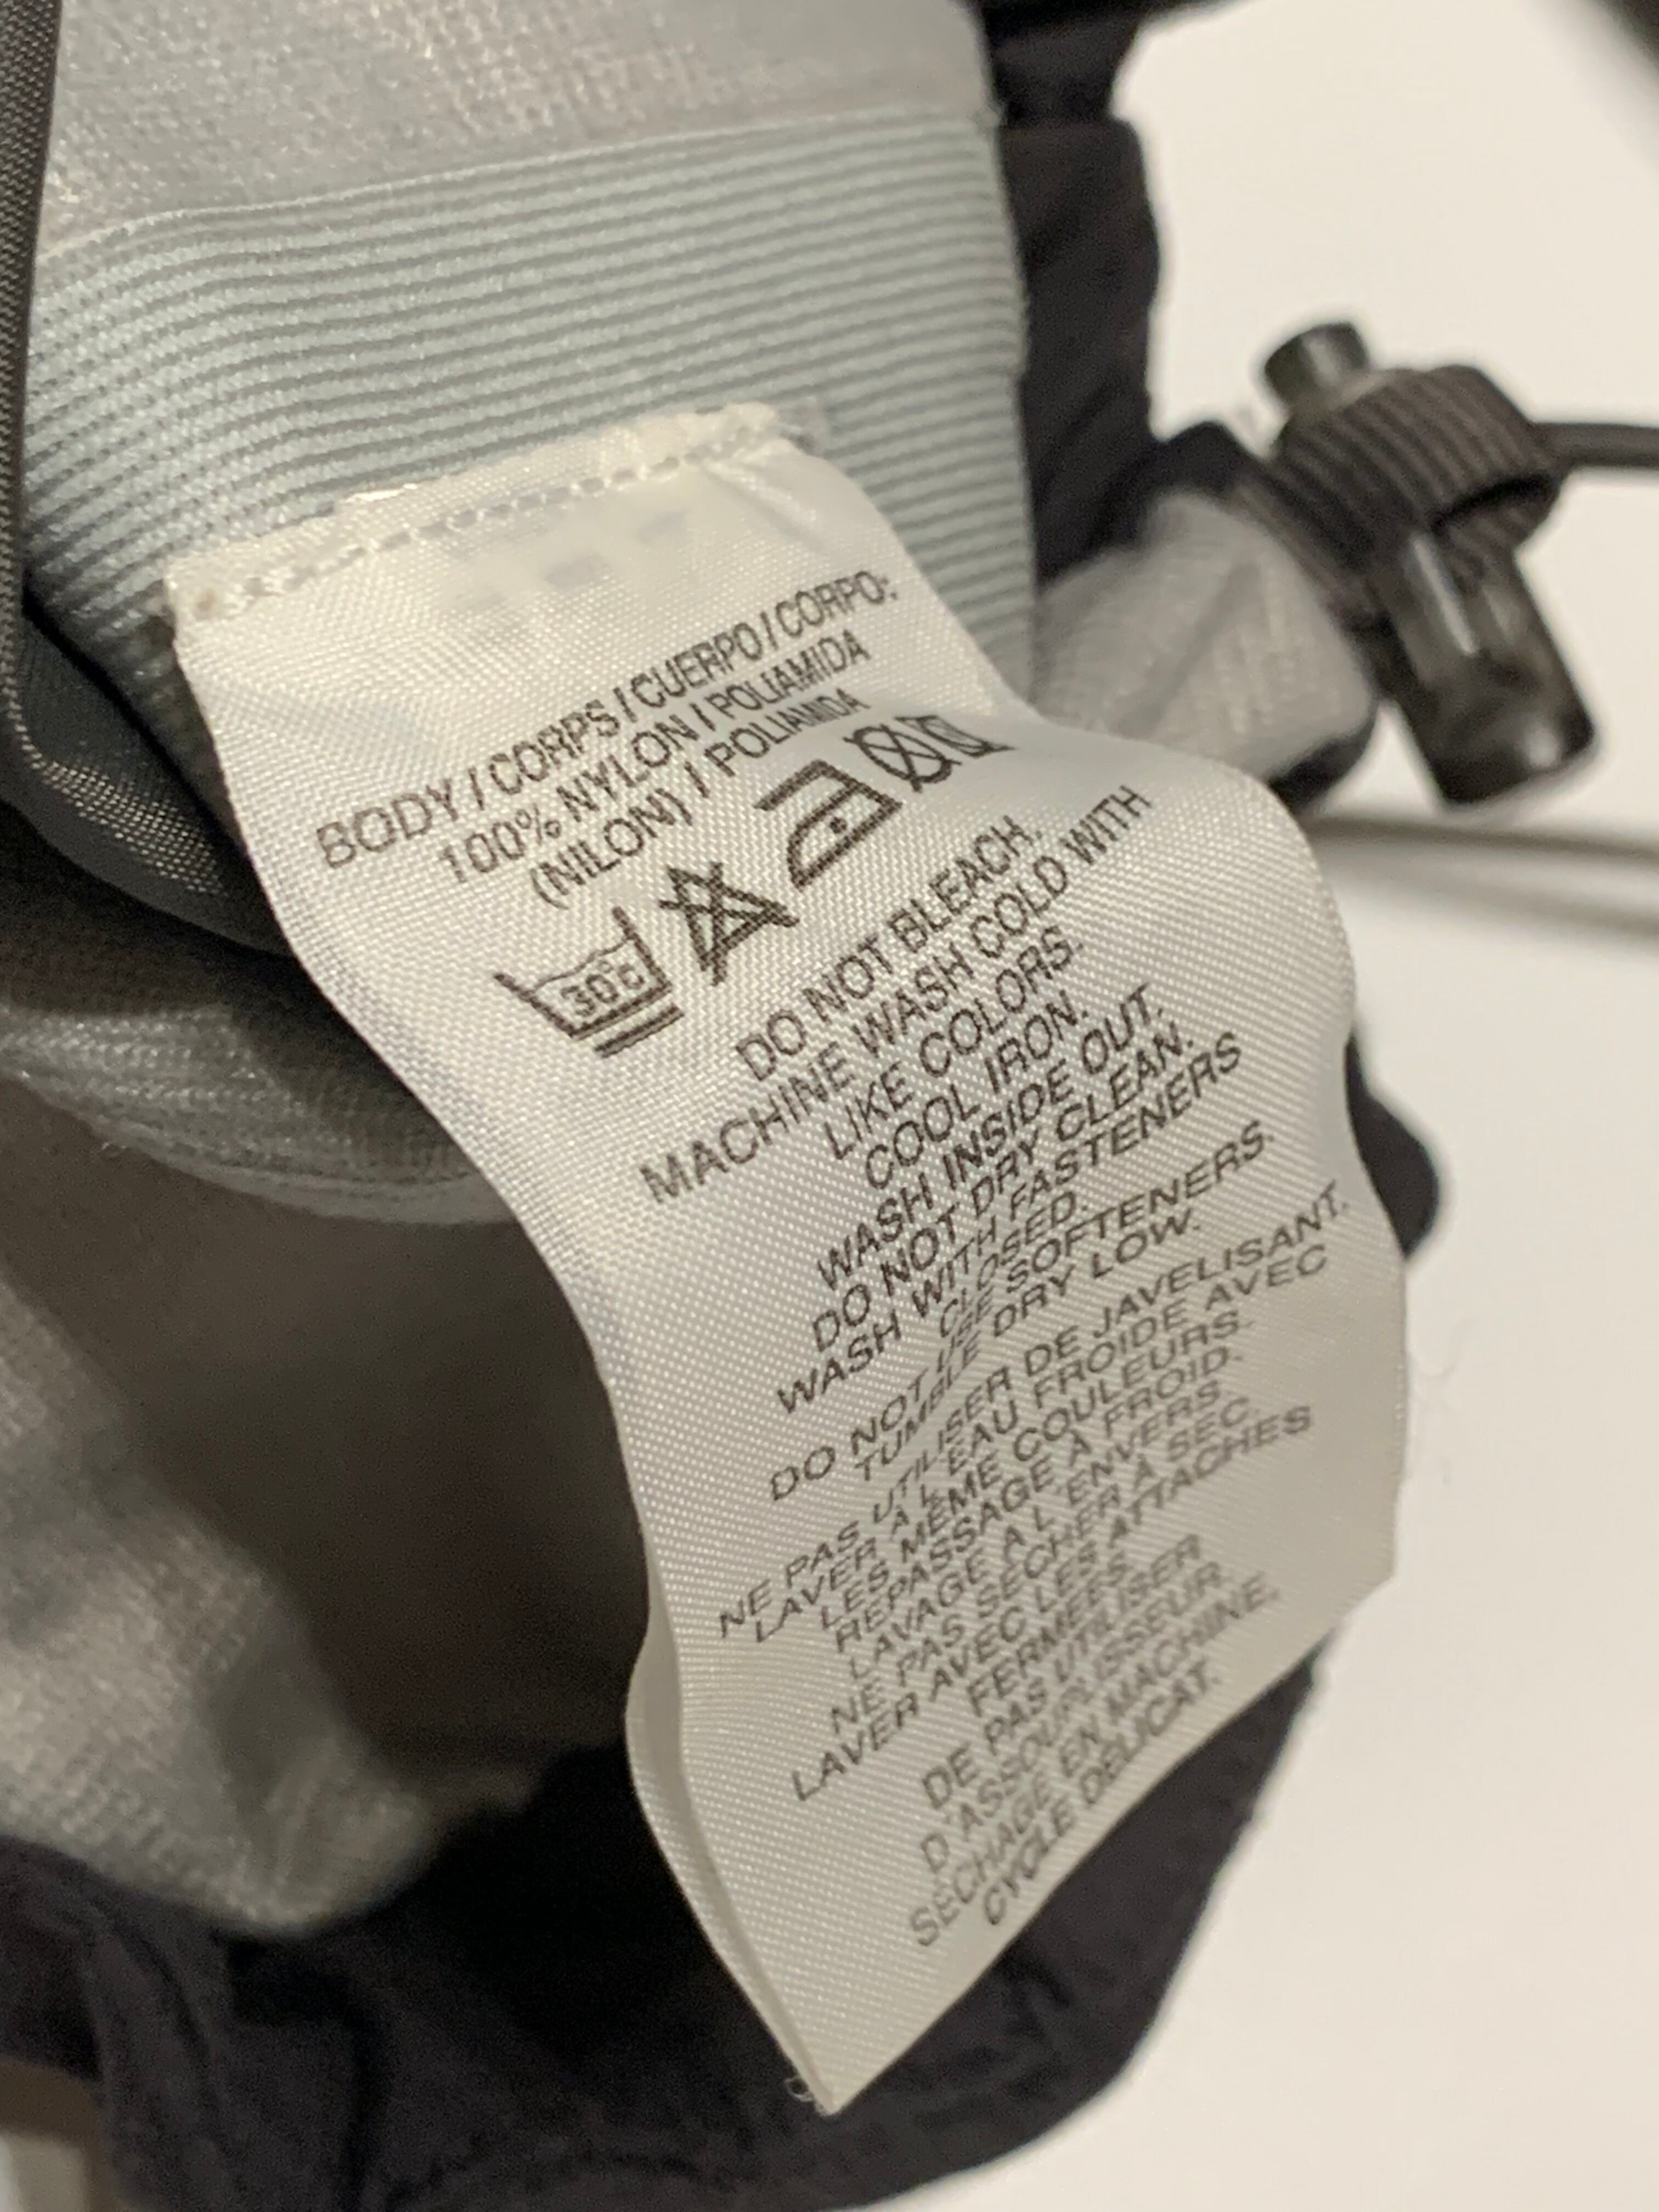 BODY / CORPS / CUERPO / CORPO:
100% NYLON / POLIAMIDA
(NILON) / POLIAMIDA
30°C
DO NOT BLEACH.
MACHINE WASH COLD WITH
LIKE COLORS.
COOL IRON.
WASH INSIDE OUT.
DO NOT DRY CLEAN.
WASH WITH FASTENERS
CLOSED.
DO NOT USE SOFTENERS.
TUMBLE DRY LOW.
NE PAS UTILISER DE JAVELISANT.
LAVER À L'EAU FROIDE AVEC
LES MÊME COULEURS.
REPASSAGE À FROID.
LAVAGE A L'ENVERS.
NE PAS SÉCHER À SEC.
LAVER AVEC LES ATTACHES
FERMÉES.
DE PAS UTILISER
D'ASSOUPLISSEUR.
SÉCHAGE EN MACHINE.
CYCLE DÉLICAT.